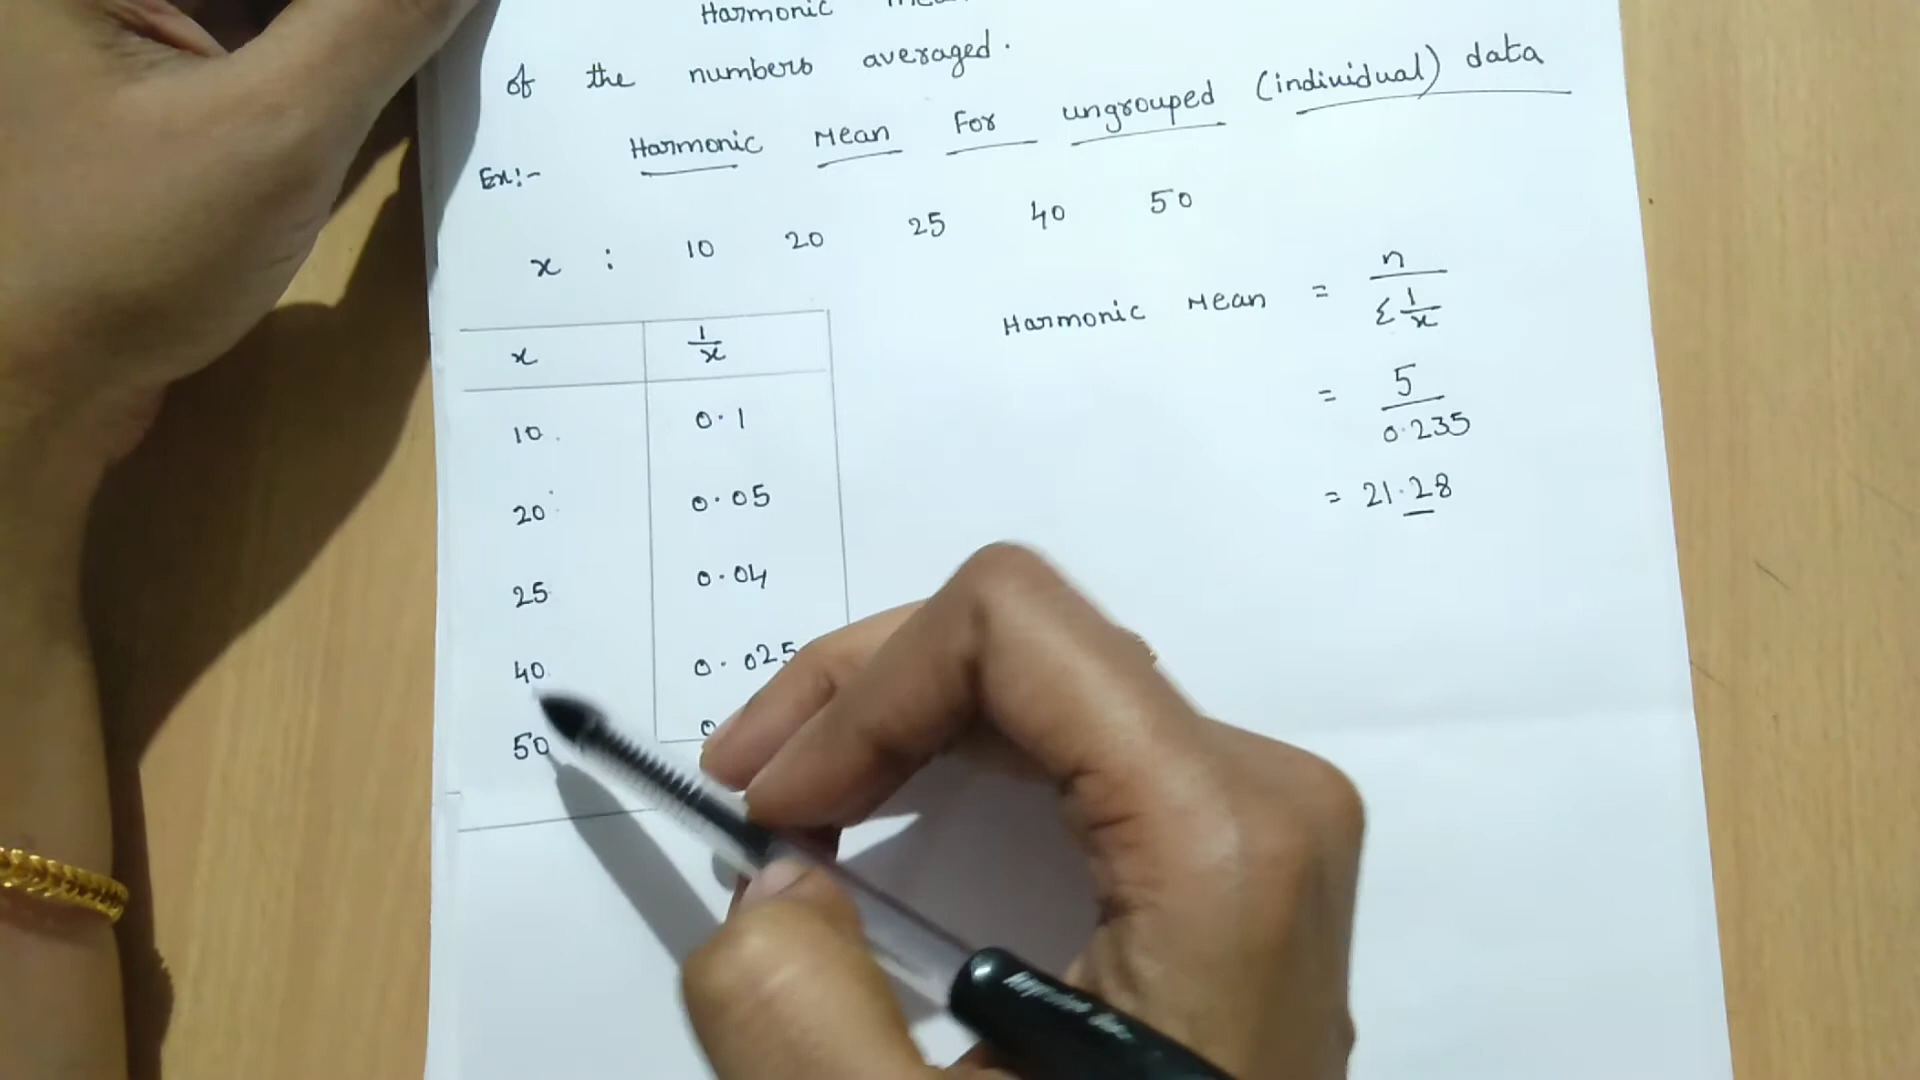 Harmonic
of the numbers averaged.
Harmonic Mean For ungrouped (individual) data
Ex:-
x : 10 20 25 40 50
x 1/x
10 0.1
20 0.05
25 0.04
40 0.025
50 0
Harmonic Mean = n / Σ 1/x
= 5 / 0.235
= 21.28